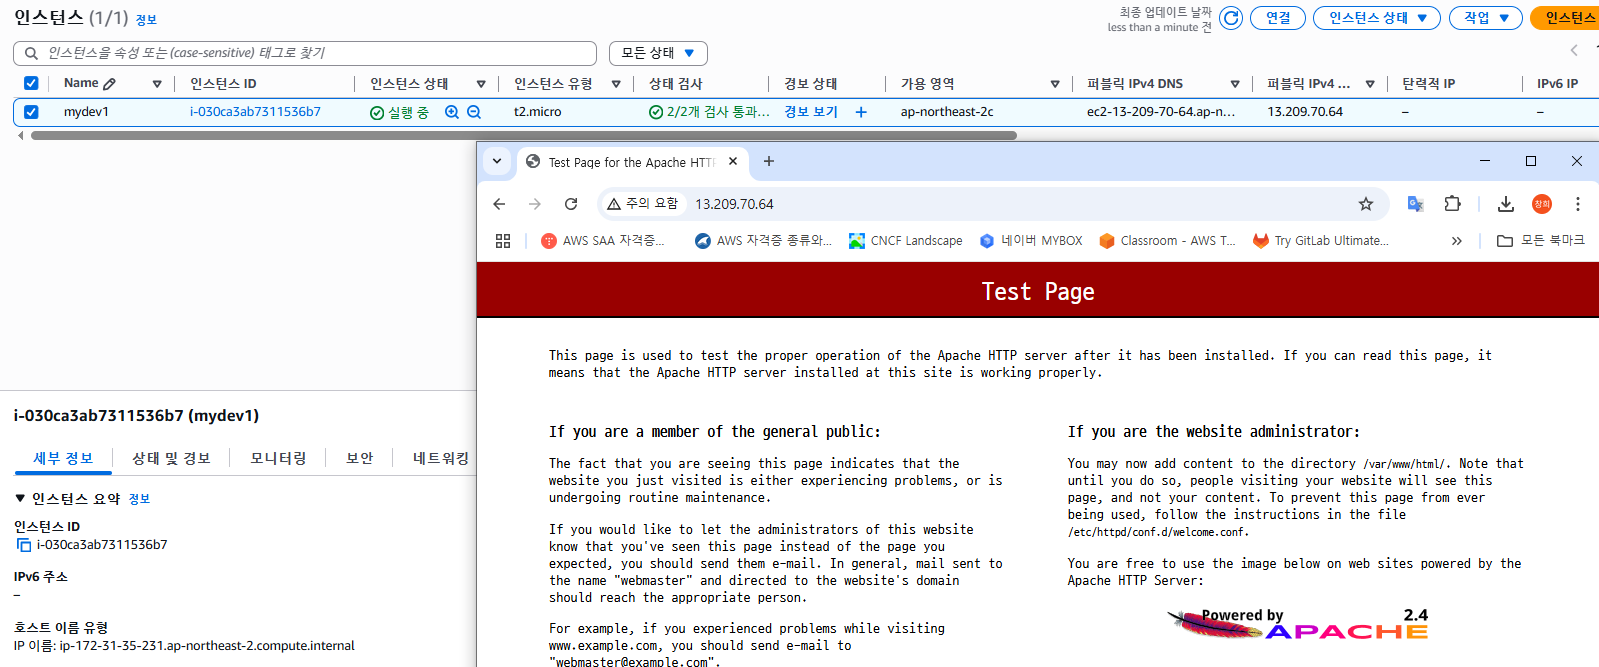 인스턴스 (1/1) 정보
최종 업데이트 날짜
less than a minute 전
연결
인스턴스 상태
작업
인스턴스
인스턴스을 속성 또는 (case-sensitive) 태그로 찾기
모든 상태
Name 인스턴스 ID 인스턴스 상태 인스턴스 유형 상태 검사 경보 상태 가용 영역 퍼블릭 IPv4 DNS 퍼블릭 IPv4 ... 탄력적 IP IPv6 IP
mydev1 i-030ca3ab7311536b7 실행 중 t2.micro 2/2개 검사 통과... 경보 보기 + ap-northeast-2c ec2-13-209-70-64.ap-n... 13.209.70.64 – –
Test Page for the Apache HTTP
주의 요함 13.209.70.64
장희
AWS SAA 자격증... AWS 자격증 종류와... CNCF Landscape 네이버 MYBOX Classroom - AWS T... Try GitLab Ultimate... » 모든 북마크
Test Page
This page is used to test the proper operation of the Apache HTTP server after it has been installed. If you can read this page, it
means that the Apache HTTP server installed at this site is working properly.
If you are a member of the general public:
The fact that you are seeing this page indicates that the
website you just visited is either experiencing problems, or is
undergoing routine maintenance.
If you would like to let the administrators of this website
know that you've seen this page instead of the page you
expected, you should send them e-mail. In general, mail sent to
the name "webmaster" and directed to the website's domain
should reach the appropriate person.
For example, if you experienced problems while visiting
www.example.com, you should send e-mail to
"webmaster@example.com".
If you are the website administrator:
You may now add content to the directory /var/www/html/. Note that
until you do so, people visiting your website will see this
page, and not your content. To prevent this page from ever
being used, follow the instructions in the file
/etc/httpd/conf.d/welcome.conf.
You are free to use the image below on web sites powered by the
Apache HTTP Server:
Powered by 2.4
APACHE
i-030ca3ab7311536b7 (mydev1)
세부 정보 상태 및 경보 모니터링 보안 네트워킹
▼ 인스턴스 요약 정보
인스턴스 ID
i-030ca3ab7311536b7
IPv6 주소
–
호스트 이름 유형
IP 이름: ip-172-31-35-231.ap-northeast-2.compute.internal